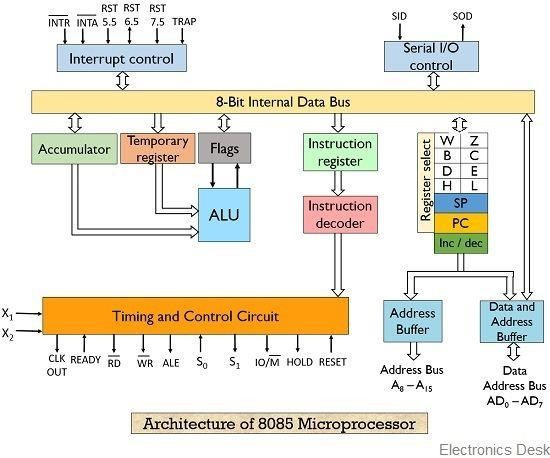 RST RST RST
INTR INTA 5.5 6.5 7.5 TRAP
SID SOD
Interrupt control
Serial I/O
control
8-Bit Internal Data Bus
Accumulator
Temporary
register
Flags
Instruction
register
Register select
W Z
B C
D E
H L
SP
PC
Inc / dec
ALU
Instruction
decoder
X1
X2
Timing and Control Circuit
Address
Buffer
Data and
Address
Buffer
CLK
OUT
READY
RD
WR
ALE
S0
S1
IO/M
HOLD
RESET
Address Bus
A8 – A15
Data
Address Bus
AD0 – AD7
Architecture of 8085 Microprocessor
Electronics Desk